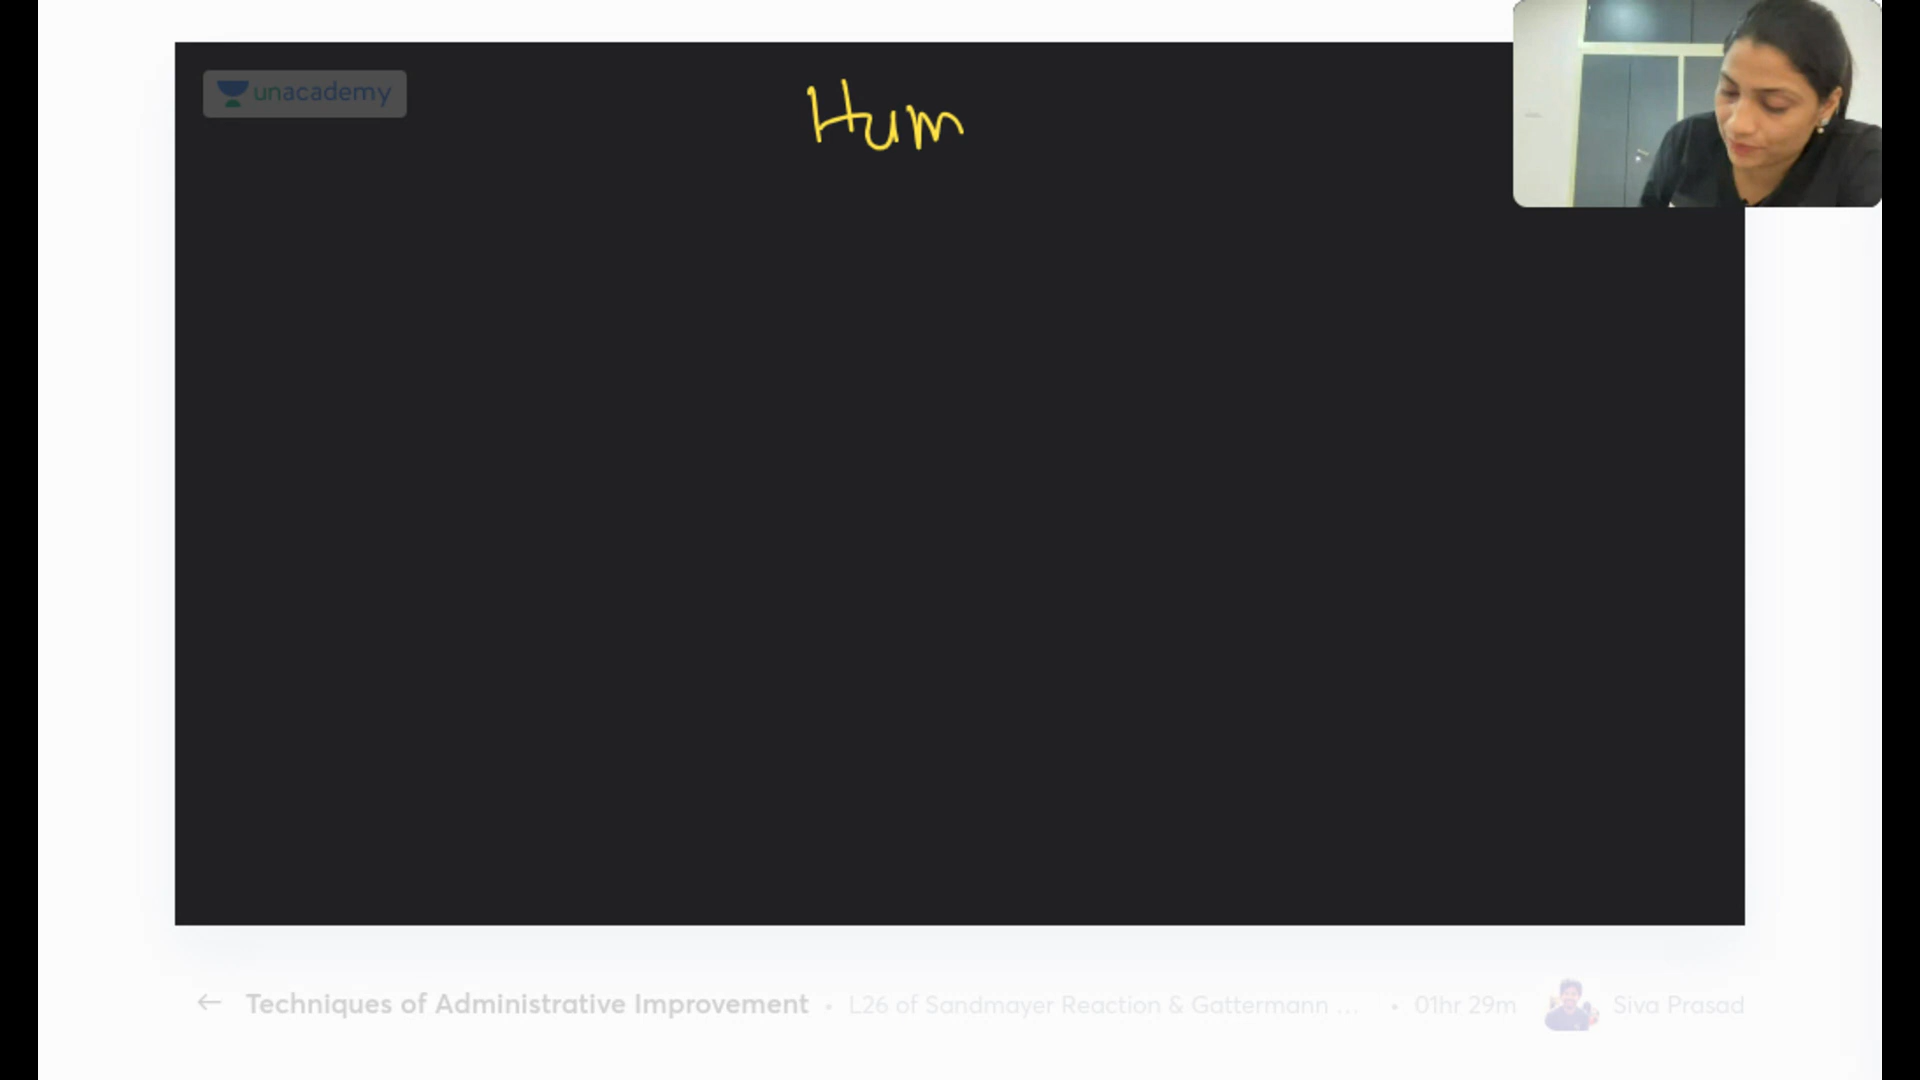 unacademy
Hum
Techniques of Administrative Improvement • L26 of Sandmayer Reaction & Gattermann ... • 01hr 29m Siva Prasad